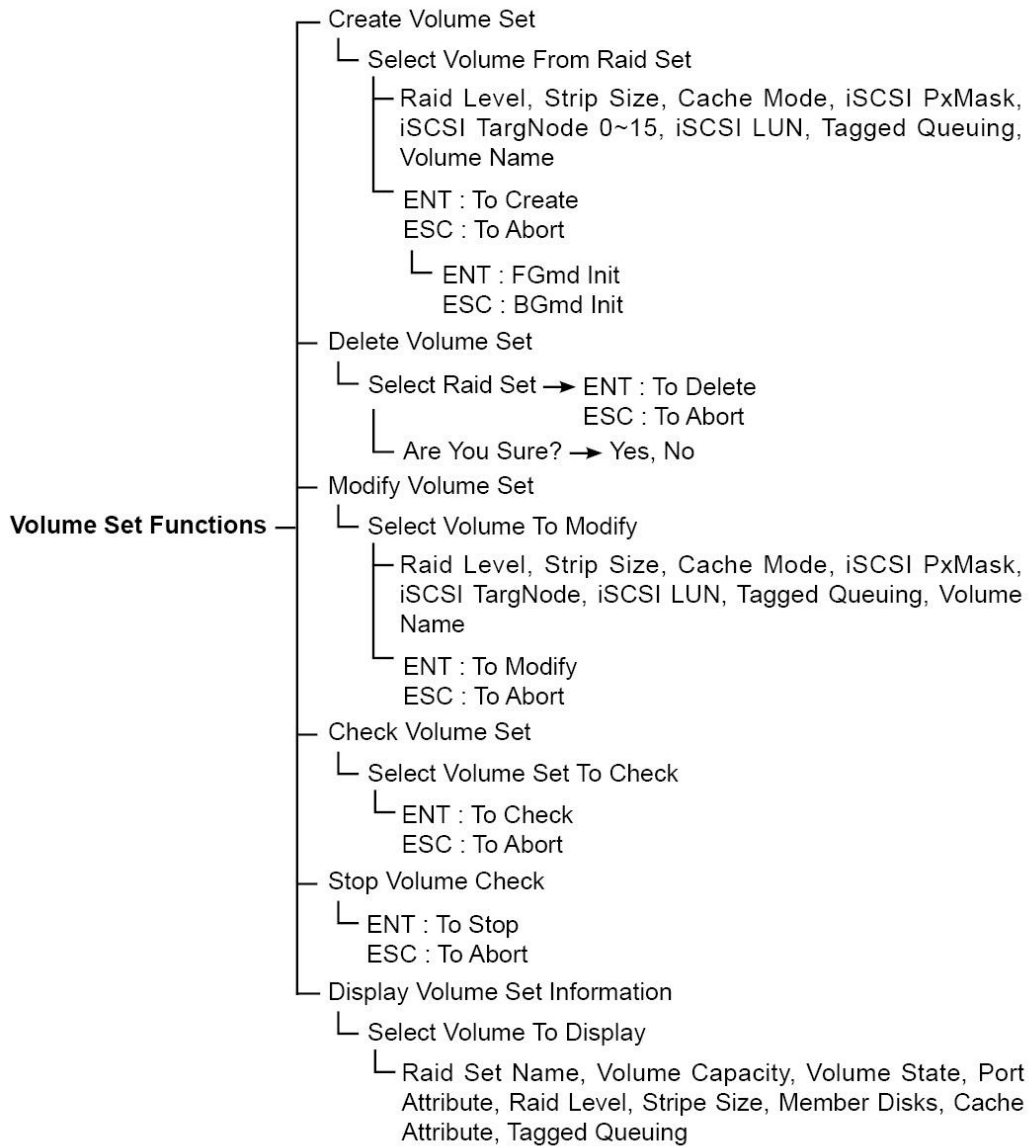 Create Volume Set
Select Volume From Raid Set
Raid Level, Strip Size, Cache Mode, iSCSI PxMask,
iSCSI TargNode 0~15, iSCSI LUN, Tagged Queuing,
Volume Name
ENT : To Create
ESC : To Abort
ENT : FGmd Init
ESC : BGmd Init
Delete Volume Set
Select Raid Set → ENT : To Delete
ESC : To Abort
Are You Sure? → Yes, No
Modify Volume Set
Volume Set Functions
Select Volume To Modify
Raid Level, Strip Size, Cache Mode, iSCSI PxMask,
iSCSI TargNode, iSCSI LUN, Tagged Queuing, Volume
Name
ENT : To Modify
ESC : To Abort
Check Volume Set
Select Volume Set To Check
ENT : To Check
ESC : To Abort
Stop Volume Check
ENT : To Stop
ESC : To Abort
Display Volume Set Information
Select Volume To Display
Raid Set Name, Volume Capacity, Volume State, Port
Attribute, Raid Level, Stripe Size, Member Disks, Cache
Attribute, Tagged Queuing